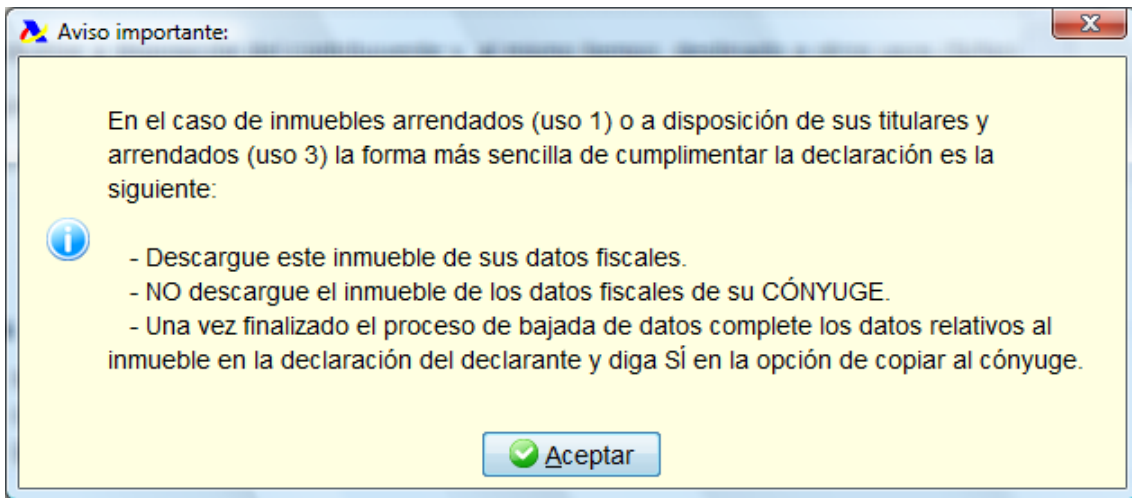 Aviso importante:
En el caso de inmuebles arrendados (uso 1) o a disposición de sus titulares y
arrendados (uso 3) la forma más sencilla de cumplimentar la declaración es la
siguiente:
- Descargue este inmueble de sus datos fiscales.
- NO descargue el inmueble de los datos fiscales de su CÓNYUGE.
- Una vez finalizado el proceso de bajada de datos complete los datos relativos al
inmueble en la declaración del declarante y diga SÍ en la opción de copiar al cónyuge.
Aceptar